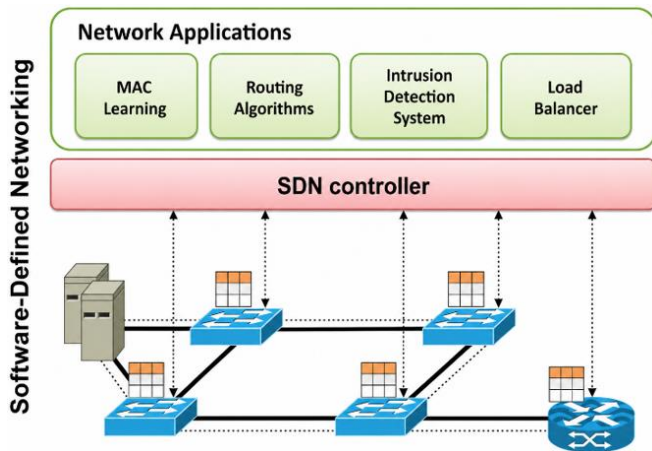 Software-Defined Networking
Network Applications
MAC
Learning
Routing
Algorithms
Intrusion
Detection
System
Load
Balancer
SDN controller